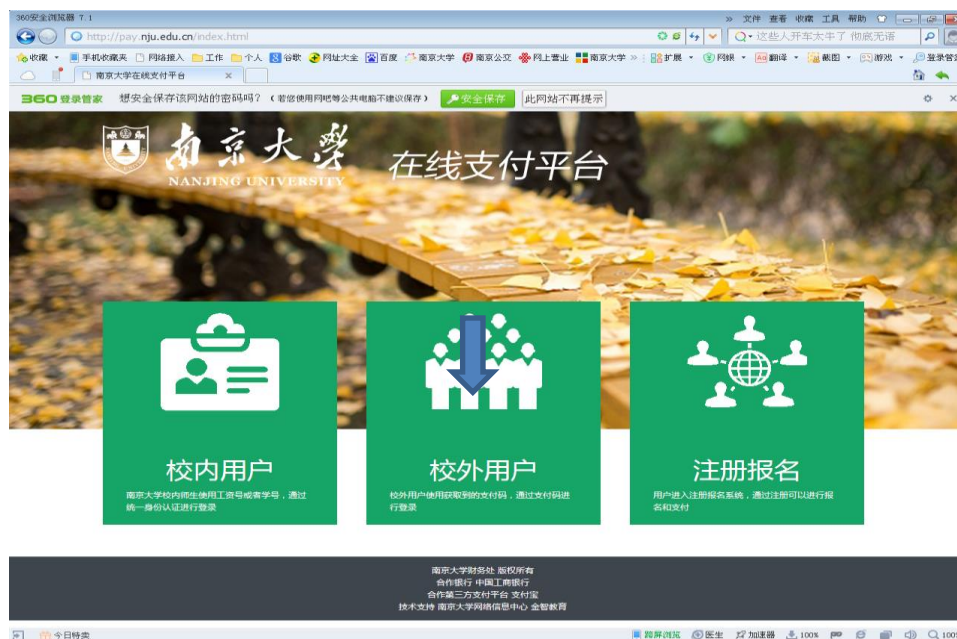 360安全浏览器 7.1
» 文件 查看 收藏 工具 帮助
http://pay.nju.edu.cn/index.html
这些人开车太牛了 彻底无语
收藏 手机收藏夹 网络接入 工作 个人 谷歌 网址大全 百度 南京大学 南京公交 网上营业 南京大学 » 扩展 网银 翻译 截图 游戏 登录管
南京大学在线支付平台 ×
360 登录管家 想安全保存该网站的密码吗？（若您使用网吧等公共电脑不建议保存） 安全保存 此网站不再提示
南京大学 在线支付平台
NANJING UNIVERSITY
校内用户
南京大学校内师生使用工资号或者学号，通过
统一身份认证进行登录
校外用户
校外用户使用获取到的支付码，通过支付码进
行登录
注册报名
用户进入注册报名系统，通过注册可以进行报
名和支付
南京大学财务处 版权所有
合作银行 中国工商银行
合作第三方支付平台 支付宝
技术支持 南京大学网络信息中心 金智教育
今日特卖 跨屏浏览 医生 加速器 100% 100